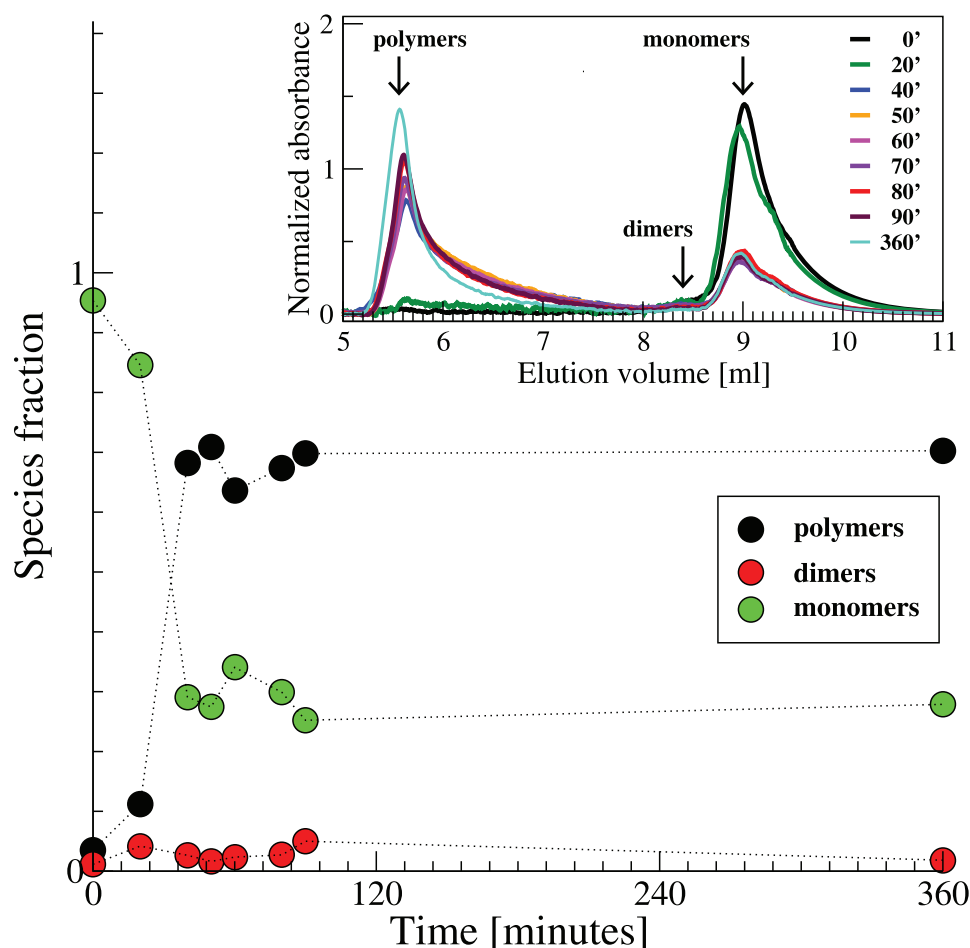 2
polymers
monomers
0'
20'
40'
50'
60'
70'
80'
90'
360'
Normalized absorbance
1
dimers
0
5 6 7 8 9 10 11
Elution volume [ml]
1
Species fraction
polymers
dimers
monomers
0
0 120 240 360
Time [minutes]